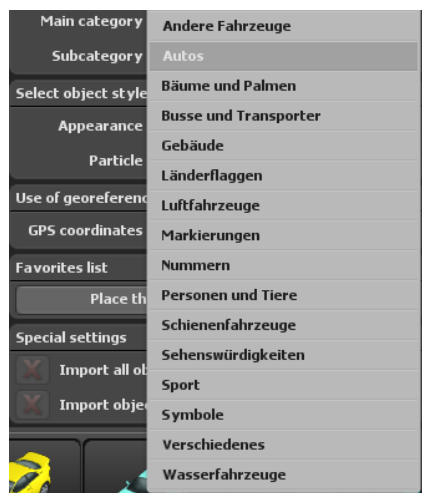 Main category
Subcategory
Select object style
Appearance
Particle
Use of georeferenc
GPS coordinates
Favorites list
Place th
Special settings
Import all ob
Import objec
Andere Fahrzeuge
Autos
Bäume und Palmen
Busse und Transporter
Gebäude
Länderflaggen
Luftfahrzeuge
Markierungen
Nummern
Personen und Tiere
Schienenfahrzeuge
Sehenswürdigkeiten
Sport
Symbole
Verschiedenes
Wasserfahrzeuge